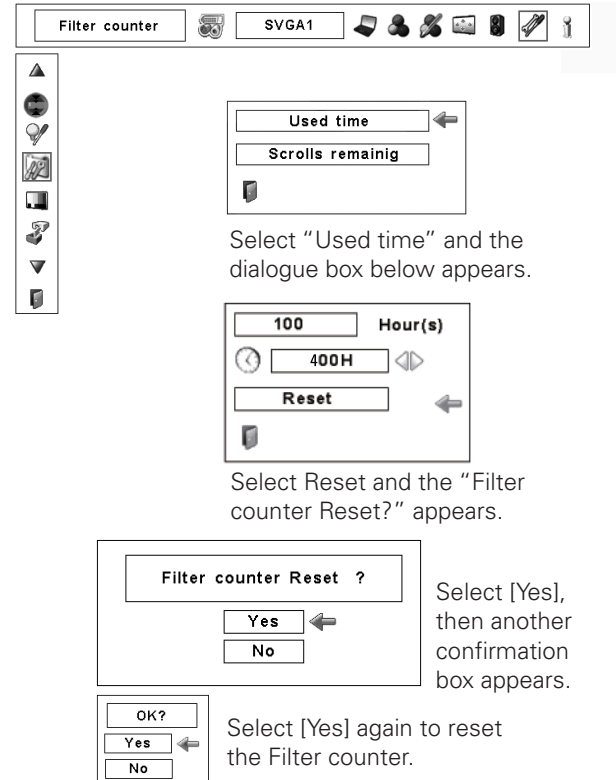 Filter counter
SVGA1
Used time
Scrolls remainig
Select “Used time” and the
dialogue box below appears.
100 Hour(s)
400H
Reset
Select Reset and the “Filter
counter Reset?” appears.
Filter counter Reset ?
Yes
No
Select [Yes],
then another
confirmation
box appears.
OK?
Yes
No
Select [Yes] again to reset
the Filter counter.